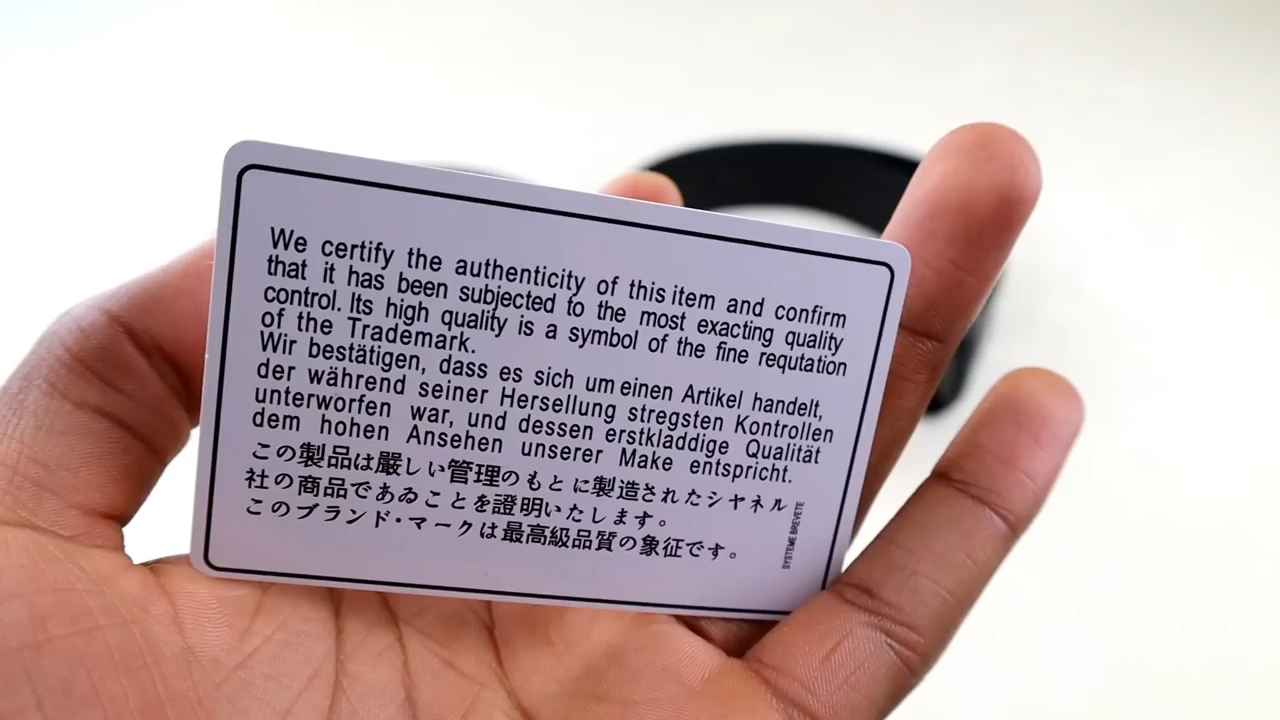 We certify the authenticity of this item and confirm
that it has been subjected to the most exacting quality
control. Its high quality is a symbol of the fine requtation
of the Trademark.
Wir bestätigen, dass es sich um einen Artikel handelt,
der während seiner Hersellung stregsten Kontrollen
unterworfen war, und dessen erstkladdige Qualität
dem hohen Ansehen unserer Make entspricht.
この製品は厳しい管理のもとに製造されたシヤネル
社の商品であゐことを證明いたします。
このブランド・マークは最高級品質の象征です。
SYSTEME BREVETE